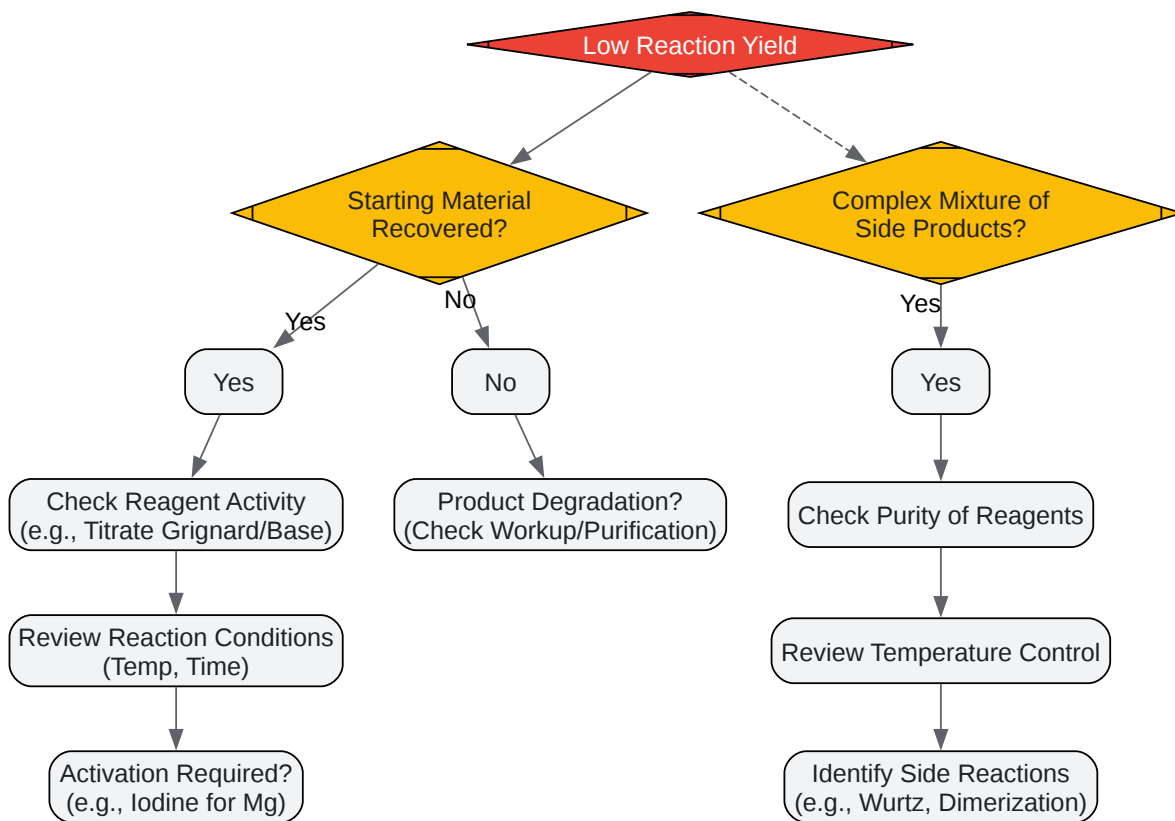 Low Reaction Yield
Starting Material
Recovered?
Complex Mixture of
Side Products?
Yes
No
Yes
Yes
No
Yes
Check Reagent Activity
(e.g., Titrate Grignard/Base)
Product Degradation?
(Check Workup/Purification)
Check Purity of Reagents
Review Reaction Conditions
(Temp, Time)
Review Temperature Control
Activation Required?
(e.g., Iodine for Mg)
Identify Side Reactions
(e.g., Wurtz, Dimerization)